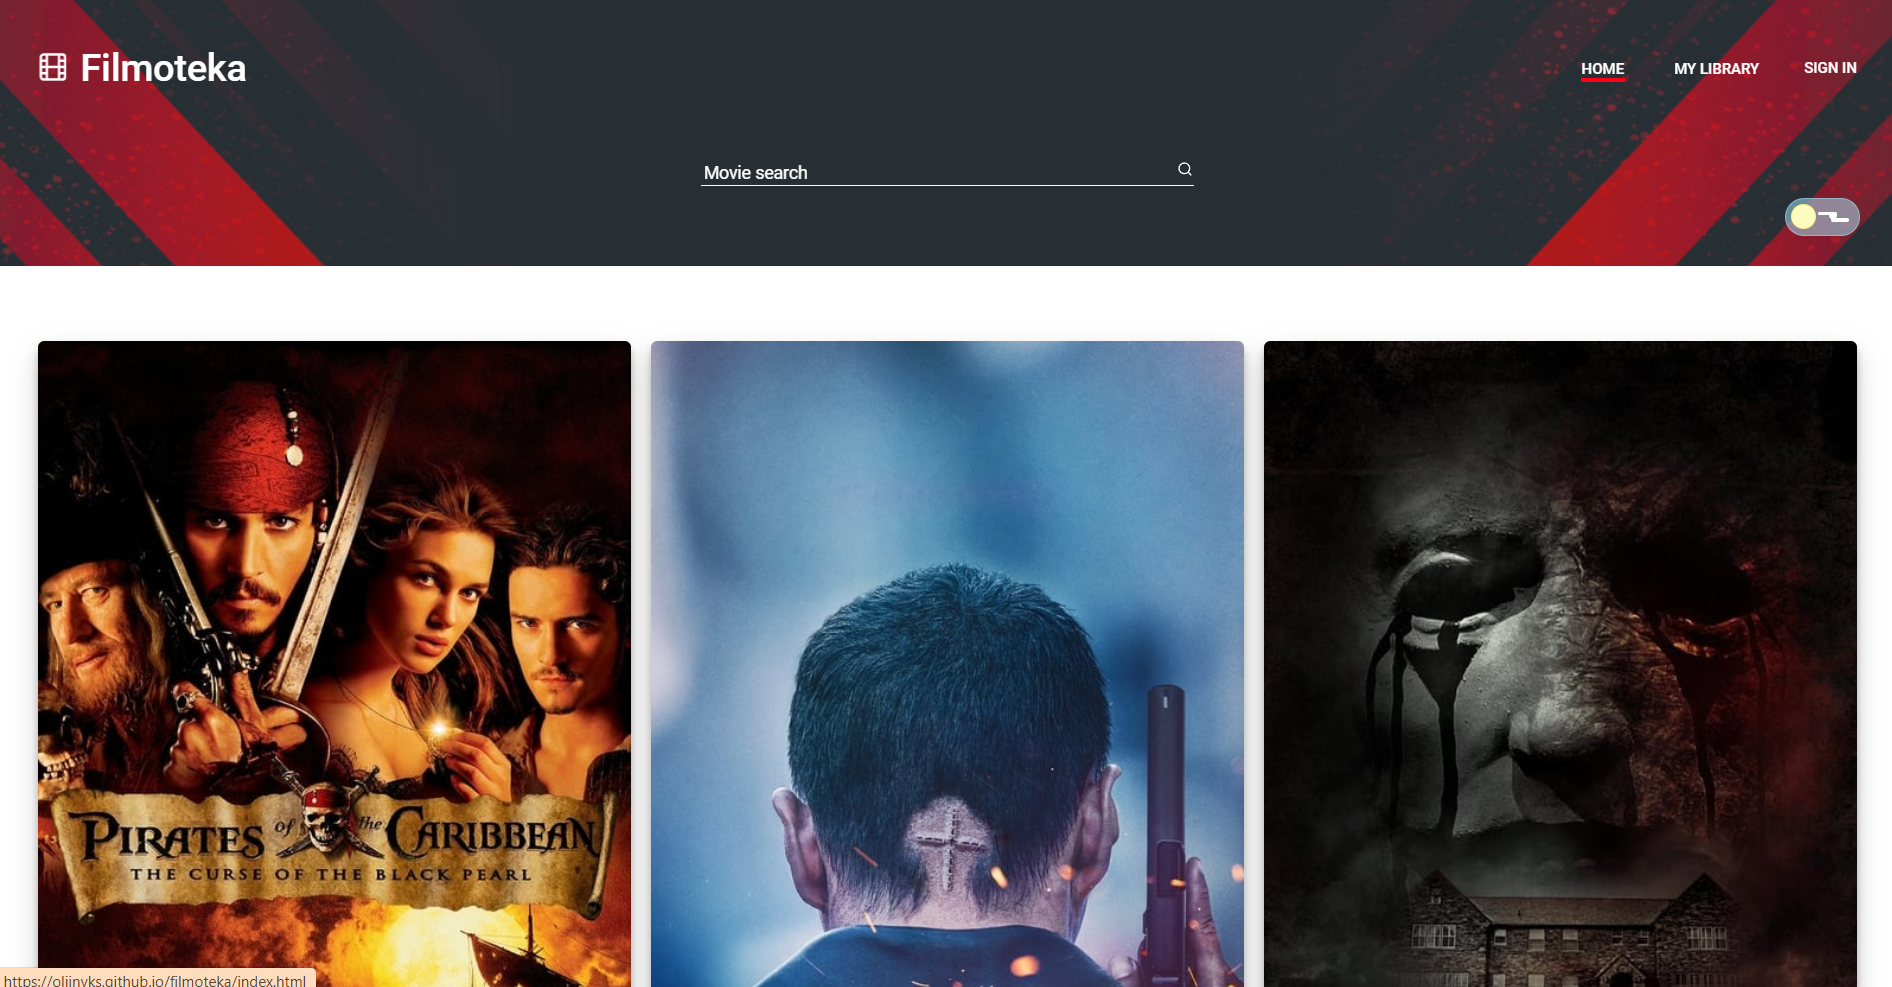 Filmoteka
HOME
MY LIBRARY
SIGN IN
Movie search
PIRATES of the CARIBBEAN
THE CURSE OF THE BLACK PEARL
https://oliinyks.github.io/filmoteka/index.html